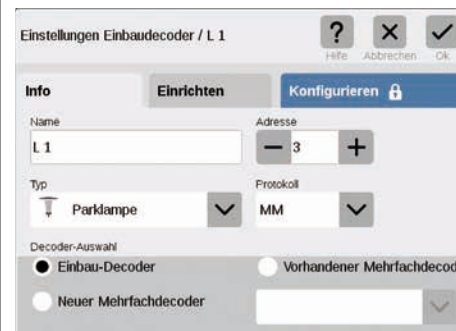 Einstellungen Einbaudecoder / L 1
?
Hilfe Abbrechen Ok
Info Einrichten Konfigurieren
Name Adresse
L 1 − 3 +
Typ Protokoll
Parklampe MM
Decoder-Auswahl
Einbau-Decoder Vorhandener Mehrfachdecod
Neuer Mehrfachdecoder